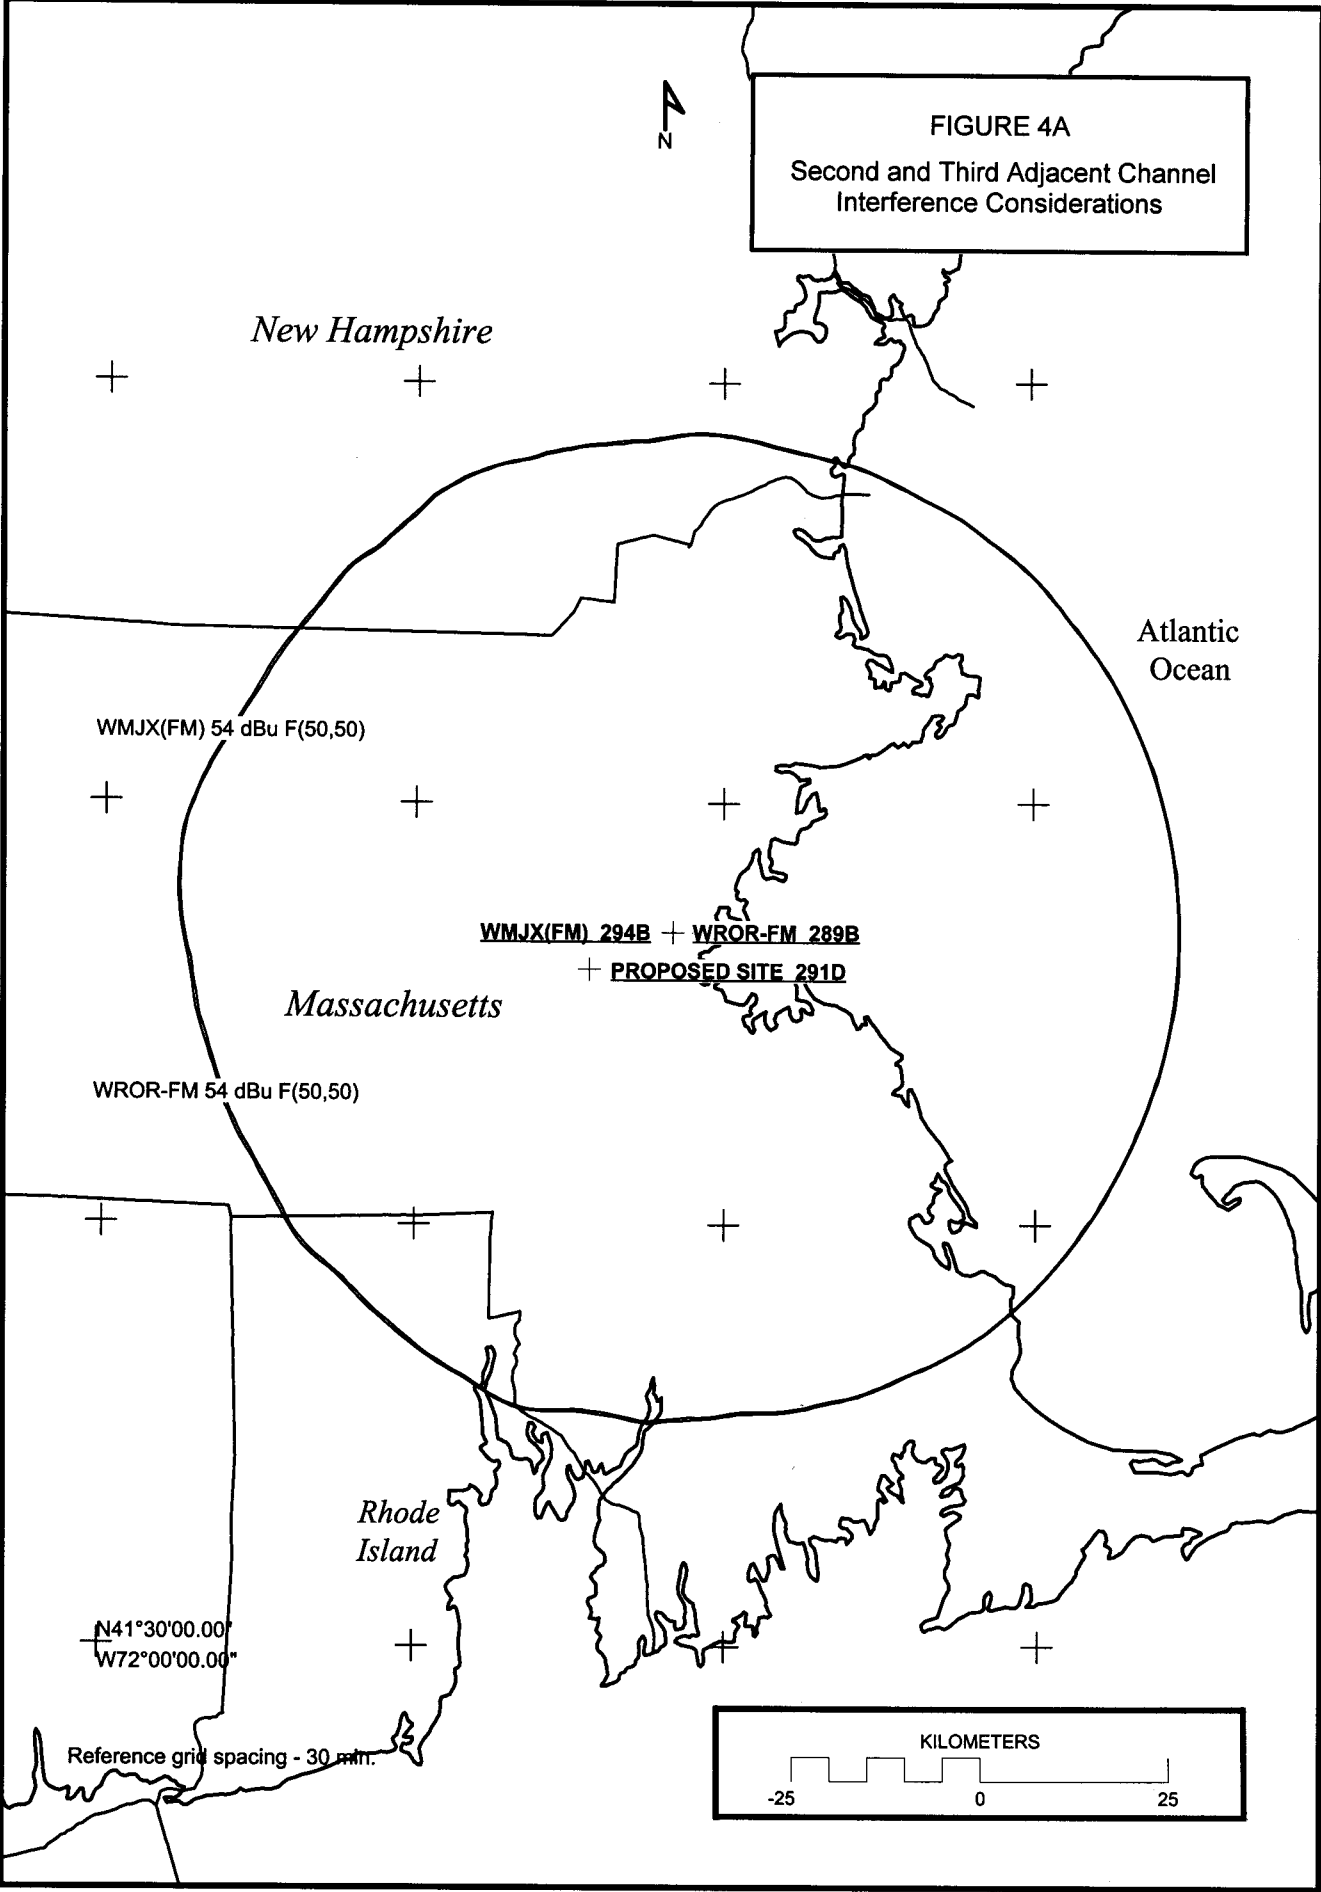 N
FIGURE 4A
Second and Third Adjacent Channel
Interference Considerations
New Hampshire
Atlantic
Ocean
WMJX(FM) 54 dBu F(50,50)
WMJX(FM) 294B
WROR-FM 289B
PROPOSED SITE 291D
Massachusetts
WROR-FM 54 dBu F(50,50)
Rhode
Island
N41°30'00.00"
W72°00'00.00"
Reference grid spacing - 30 min.
KILOMETERS
-25 0 25